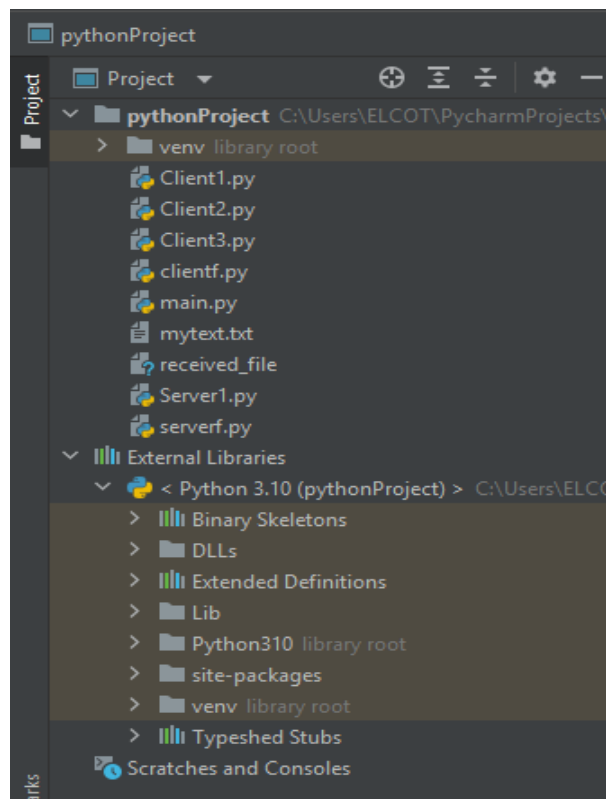 pythonProject
Project
Project
pythonProject C:\Users\ELCOT\PycharmProjects\
venv library root
Client1.py
Client2.py
Client3.py
clientf.py
main.py
mytext.txt
received_file
Server1.py
serverf.py
External Libraries
< Python 3.10 (pythonProject) > C:\Users\ELCO
Binary Skeletons
DLLs
Extended Definitions
Lib
Python310 library root
site-packages
venv library root
Typeshed Stubs
Scratches and Consoles
arks